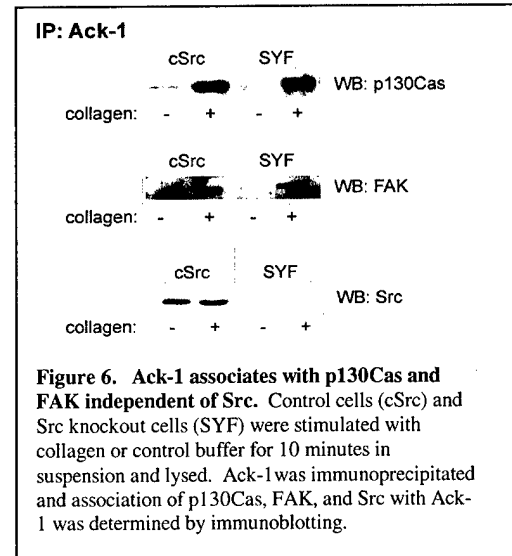 IP: Ack-1
cSrc SYF
WB: p130Cas
collagen: - + - +
cSrc SYF
WB: FAK
collagen: - + - +
cSrc SYF
WB: Src
collagen: - + - +
Figure 6. Ack-1 associates with p130Cas and
FAK independent of Src. Control cells (cSrc) and
Src knockout cells (SYF) were stimulated with
collagen or control buffer for 10 minutes in
suspension and lysed. Ack-1 was immunoprecipitated
and association of p130Cas, FAK, and Src with Ack-
1 was determined by immunoblotting.